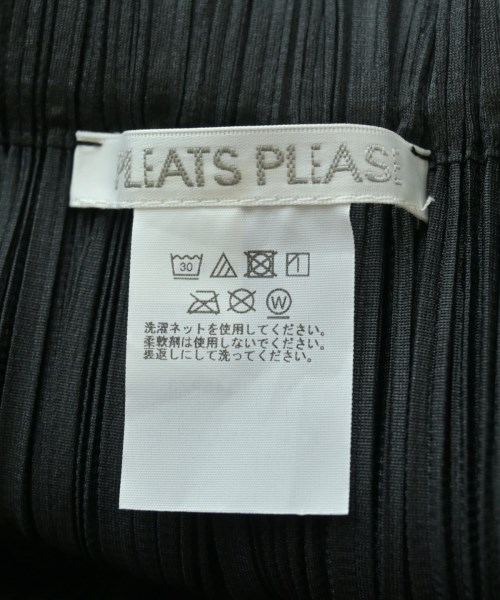 PLEATS PLEASE
30
W
洗濯ネットを使用してください。
柔軟剤は使用しないでください。
裏返しにして洗ってください。